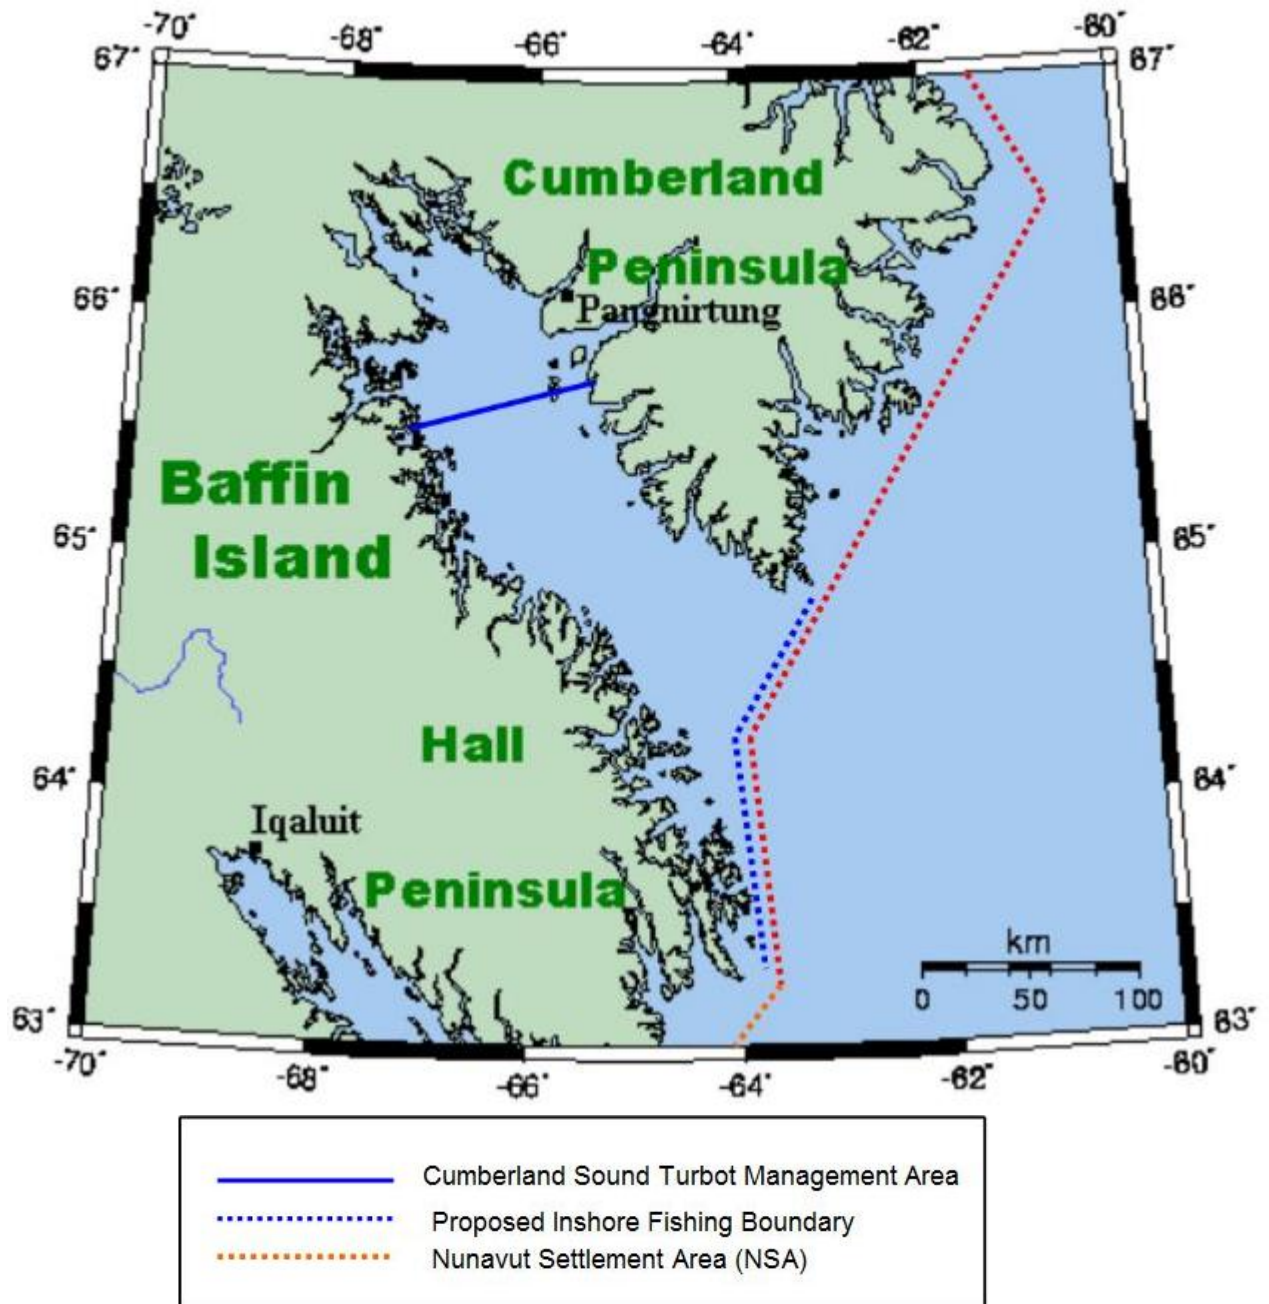 -70° -68° -66° -64° -62° -60°
67° 67°
Cumberland
Peninsula
66° Pangnirtung 66°
Baffin
Island
65° 65°
Hall
64° 64°
Iqaluit
Peninsula
km
0 50 100
63° 63°
-70° -68° -66° -64° -62° -60°
Cumberland Sound Turbot Management Area
Proposed Inshore Fishing Boundary
Nunavut Settlement Area (NSA)